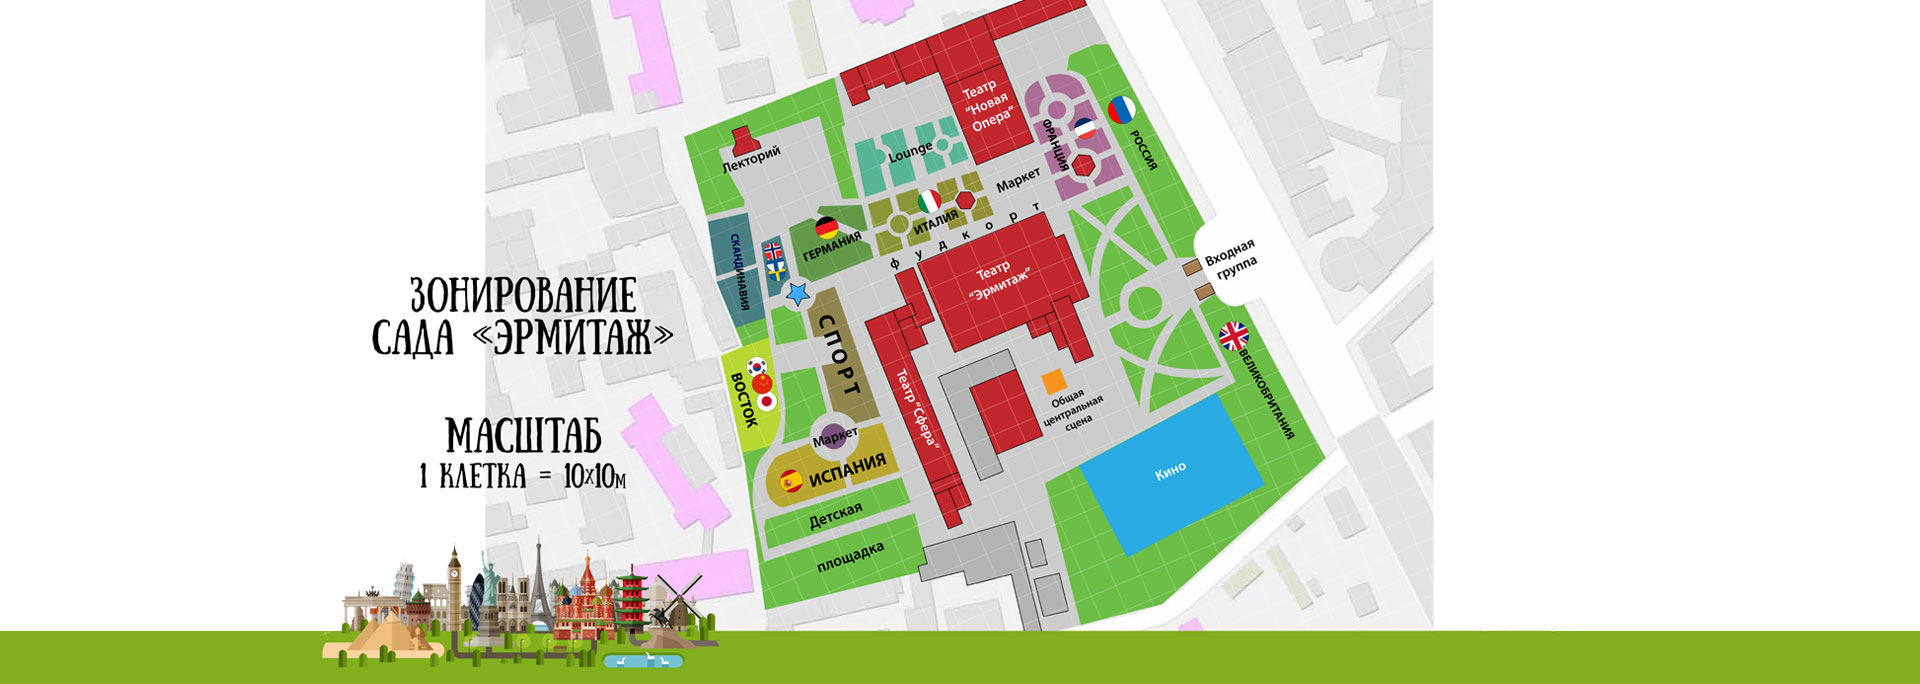 ЗОНИРОВАНИЕ
САДА «ЭРМИТАЖ»
МАСШТАБ
1 КЛЕТКА = 10х10м
Театр
"Новая
Опера"
Лекторий
Lounge
ФРАНЦИЯ
РОССИЯ
Маркет
ИТАЛИЯ
фудкорт
ГЕРМАНИЯ
СКАНДИНАВИЯ
Входная
группа
Театр
"Эрмитаж"
СПОРТ
ВОСТОК
Театр "Сфера"
Общая
центральная
сцена
ВЕЛИКОБРИТАНИЯ
Маркет
ИСПАНИЯ
Кино
Детская
площадка